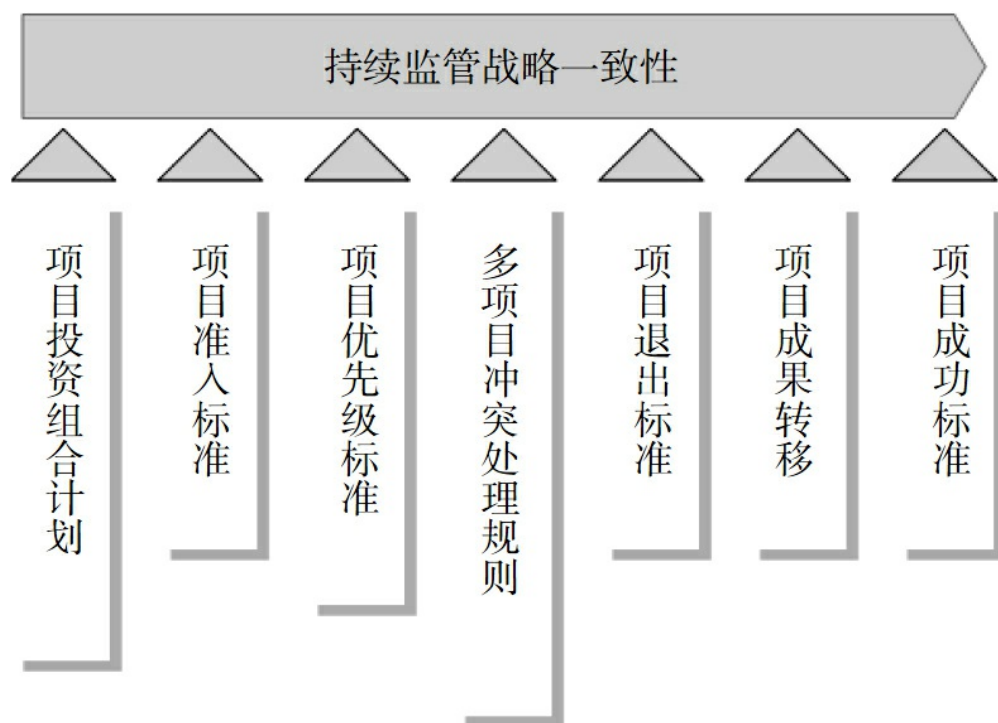 持续监管战略一致性
项目投资组合计划
项目准入标准
项目优先级标准
多项目冲突处理规则
项目退出标准
项目成果转移
项目成功标准